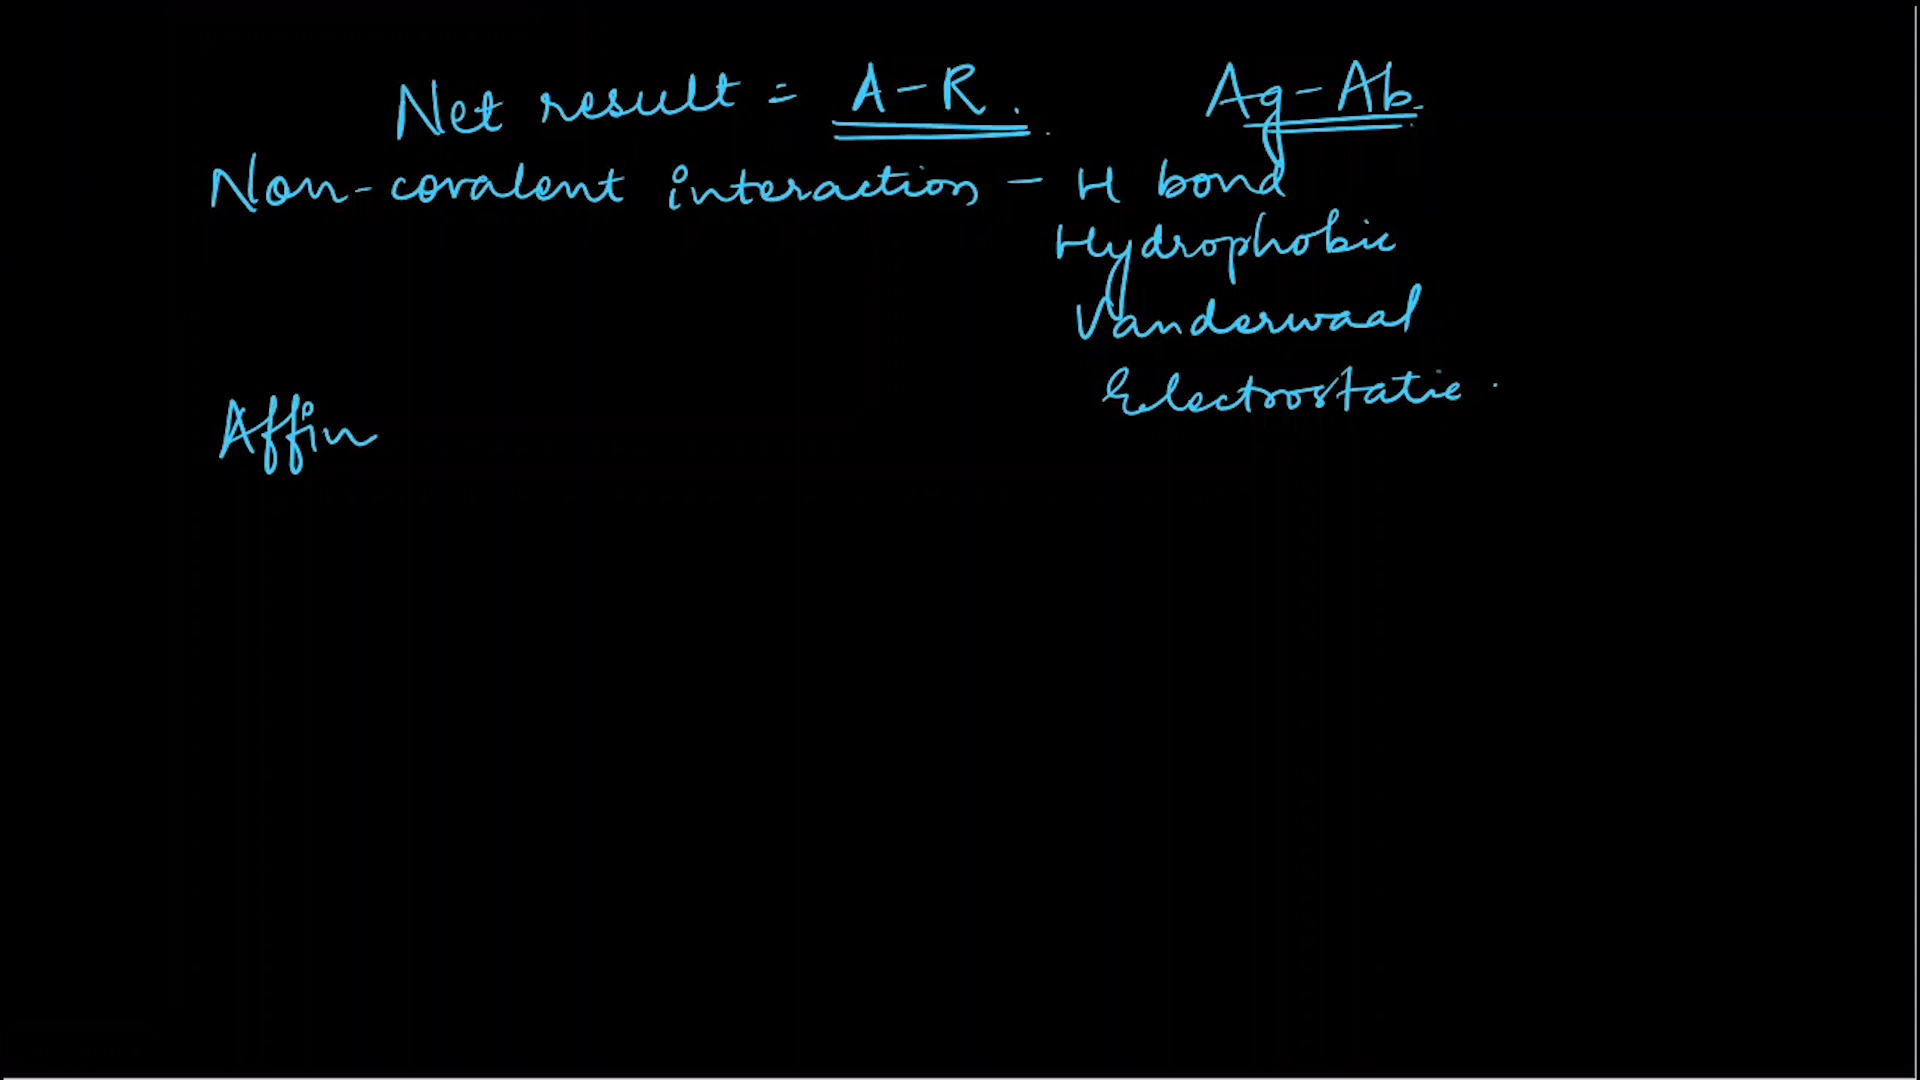 Net result = A-R. Ag-Ab.
Non-covalent interaction - H bond
Hydrophobic
Vanderwaal
Electrostatic.
Affin